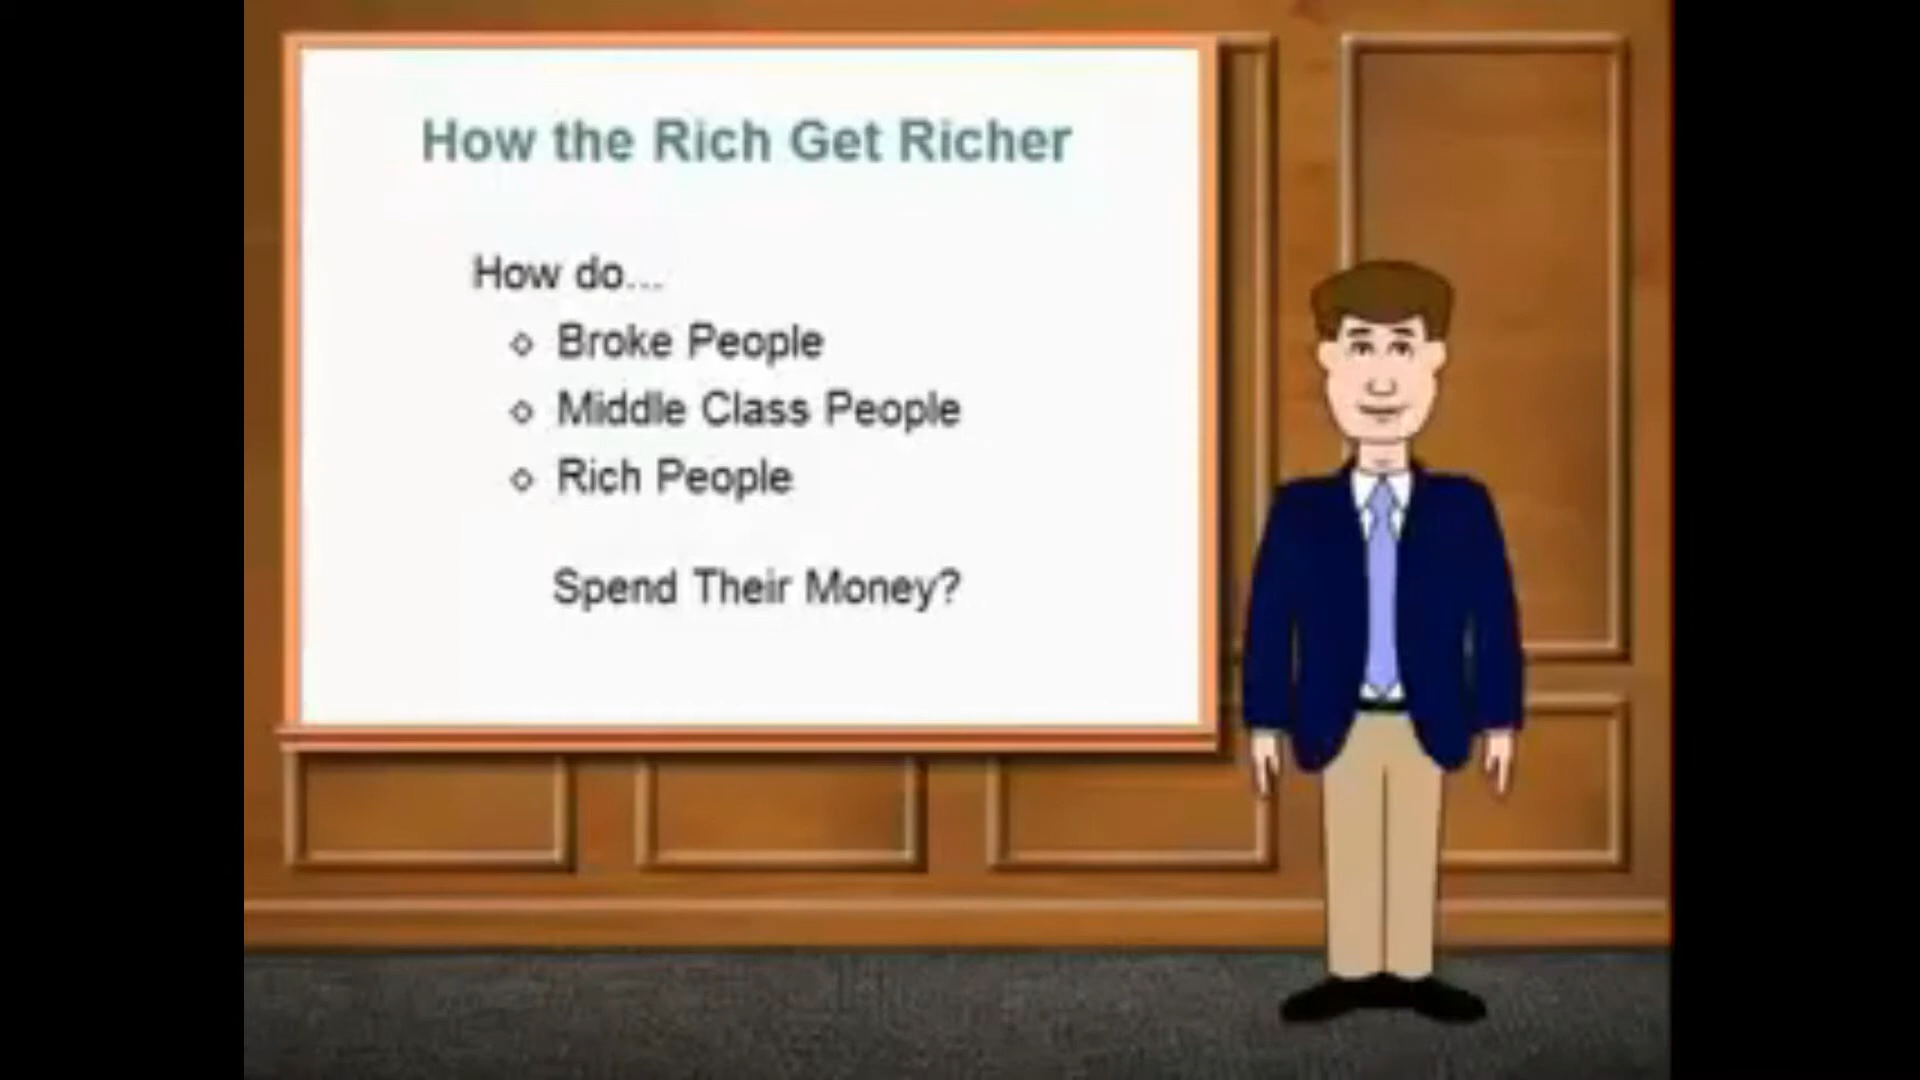 How the Rich Get Richer
How do...
Broke People
Middle Class People
Rich People
Spend Their Money?